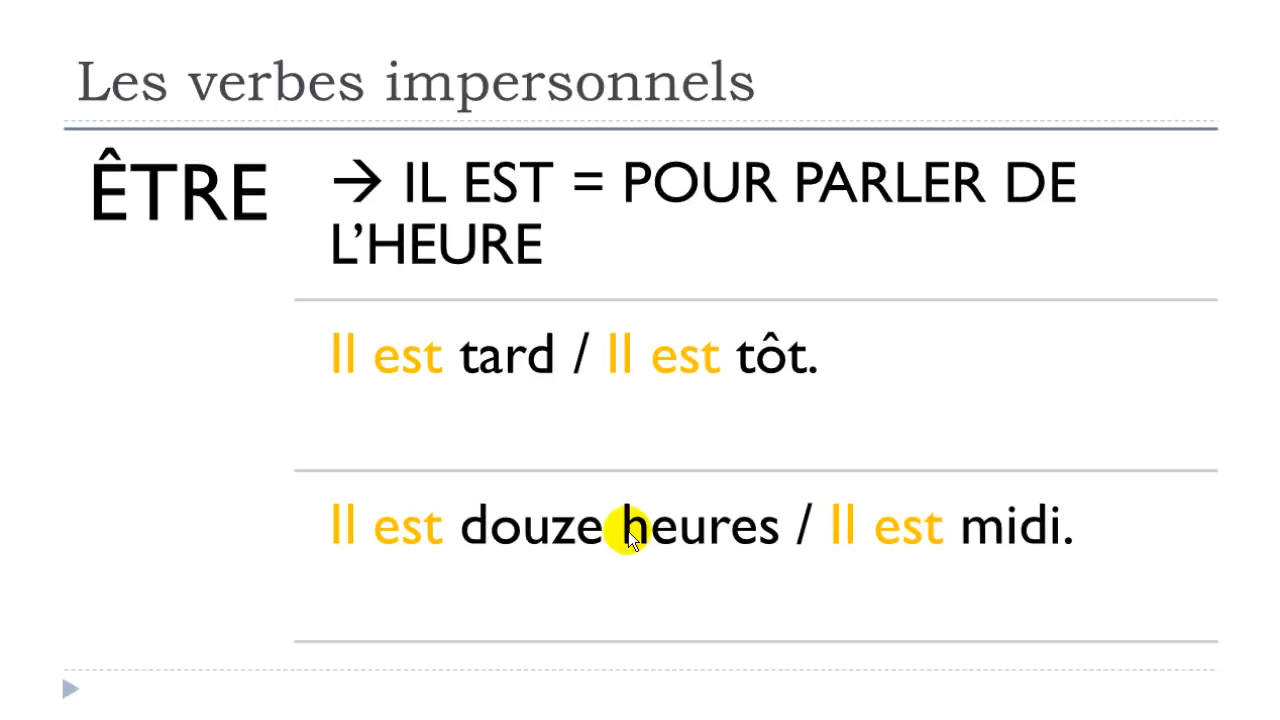 Les verbes impersonnels
ÊTRE
→ IL EST = POUR PARLER DE
L’HEURE
Il est tard / Il est tôt.
Il est douze heures / Il est midi.